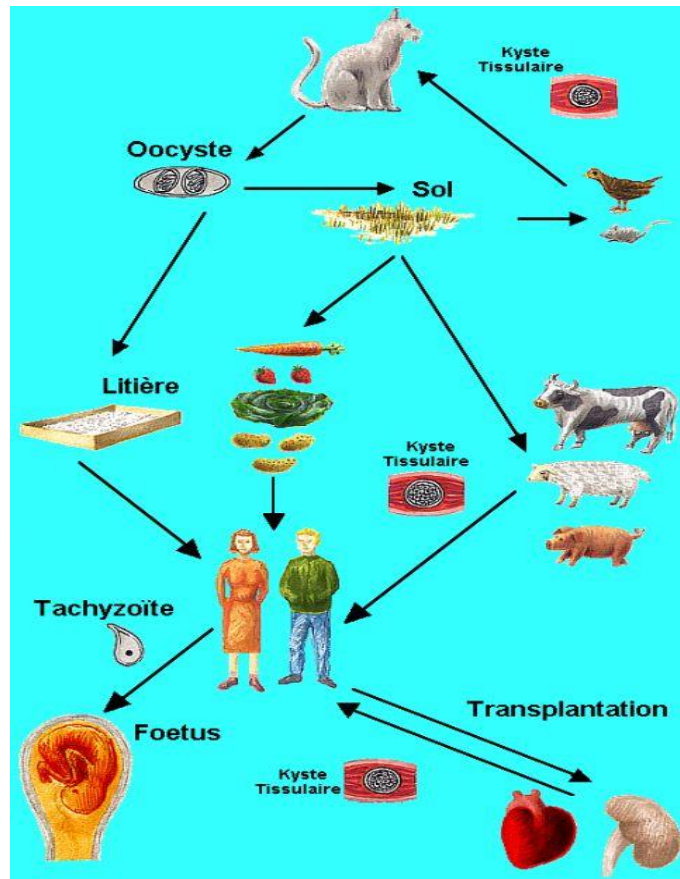 Kyste
Tissulaire
Oocyste
Sol
Litière
Kyste
Tissulaire
Tachyzoïte
Foetus
Transplantation
Kyste
Tissulaire